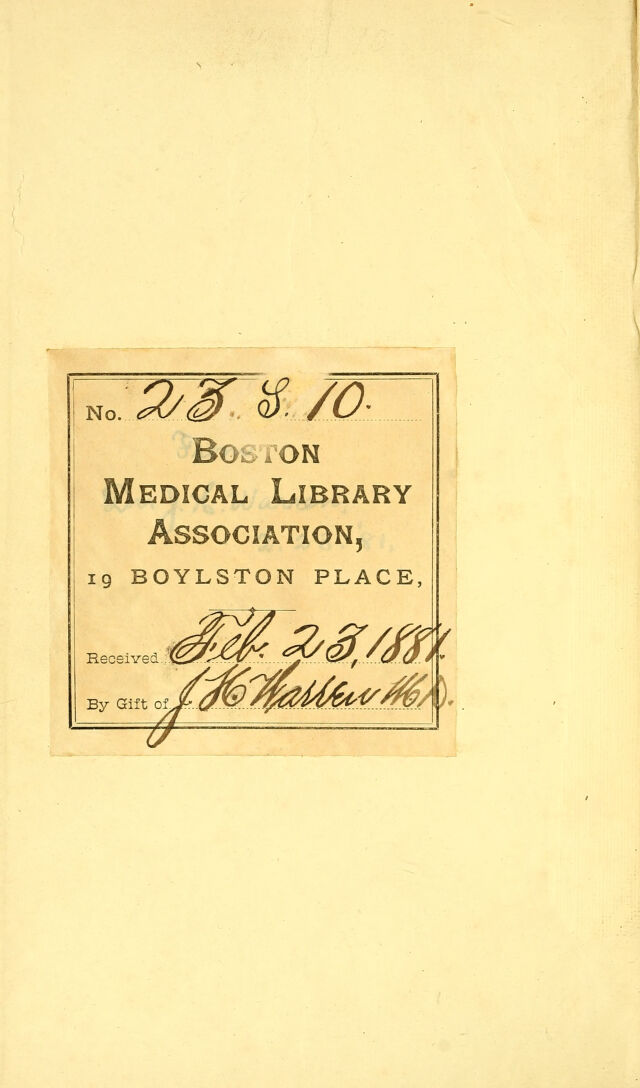 No. 23. S. 10.
BOSTON
MEDICAL LIBRARY
ASSOCIATION,
19 BOYLSTON PLACE,
Received Feb. 23, 1881.
By Gift of J H Warren M.D.